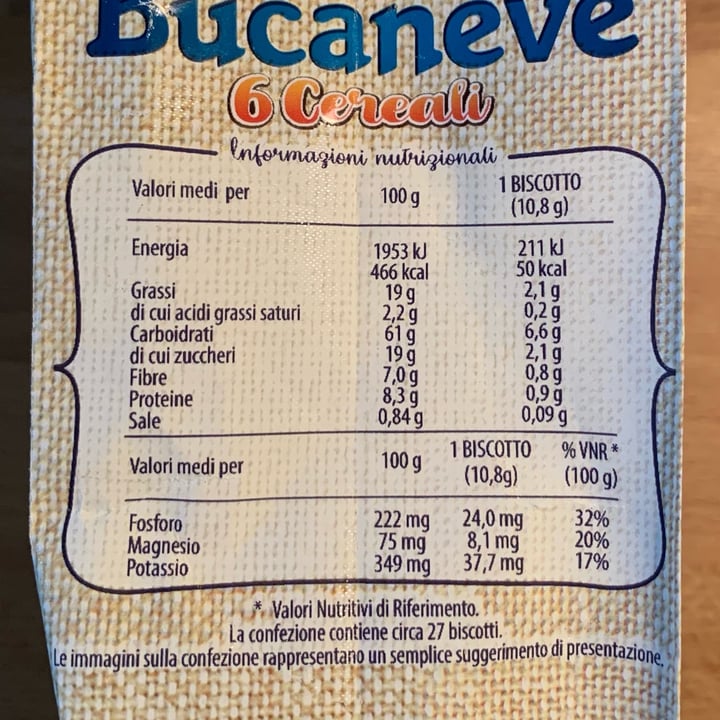 Bucaneve
6 Cereali
Informazioni nutrizionali
Valori medi per 100 g 1 BISCOTTO
(10,8 g)
Energia 1953 kJ 211 kJ
466 kcal 50 kcal
Grassi 19 g 2,1 g
di cui acidi grassi saturi 2,2 g 0,2 g
Carboidrati 61 g 6,6 g
di cui zuccheri 19 g 2,1 g
Fibre 7,0 g 0,8 g
Proteine 8,3 g 0,9 g
Sale 0,84 g 0,09 g
Valori medi per 100 g 1 BISCOTTO % VNR *
(10,8g) (100 g)
Fosforo 222 mg 24,0 mg 32%
Magnesio 75 mg 8,1 mg 20%
Potassio 349 mg 37,7 mg 17%
* Valori Nutritivi di Riferimento.
La confezione contiene circa 27 biscotti.
Le immagini sulla confezione rappresentano un semplice suggerimento di presentazione.